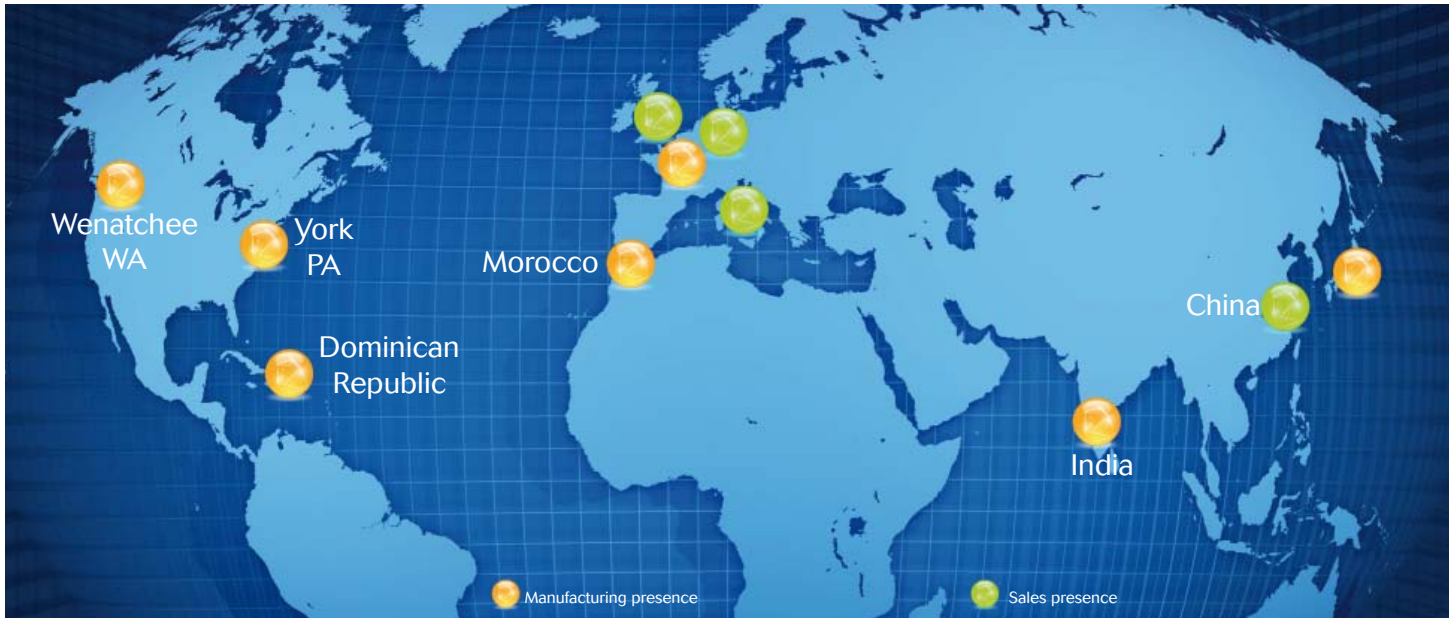 Wenatchee
WA
York
PA
Morocco
China
Dominican
Republic
India
Manufacturing presence
Sales presence